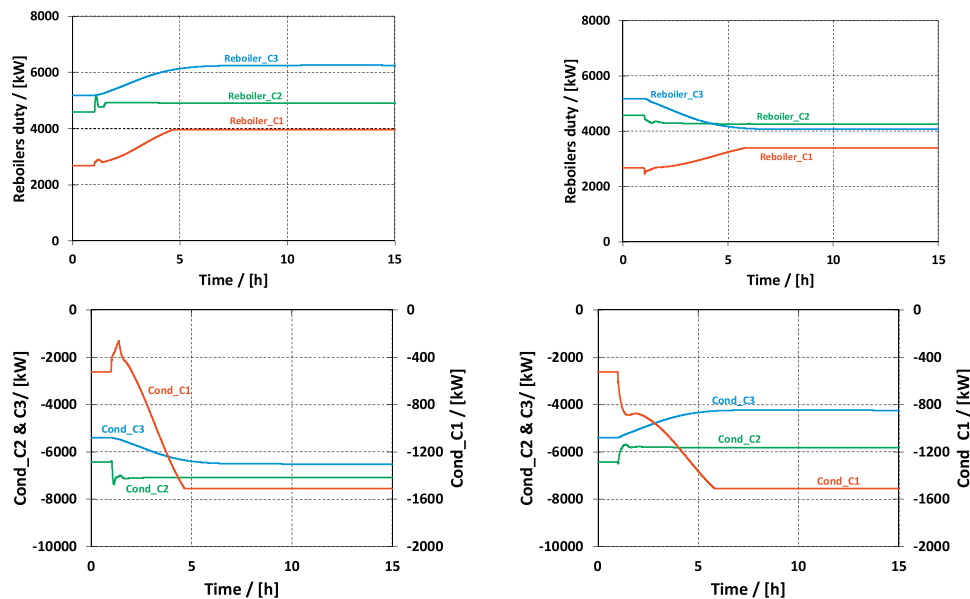 8000
6000
4000
2000
0
Reboilers duty / [kW]
Reboiler_C3
Reboiler_C2
Reboiler_C1
0
5
10
15
Time / [h]
8000
6000
4000
2000
0
Reboilers duty / [kW]
Reboiler_C3
Reboiler_C2
Reboiler_C1
0
5
10
15
Time / [h]
0
-2000
-4000
-6000
-8000
-10000
Cond_C2 & C3/ [kW]
Cond_C1
Cond_C3
Cond_C2
0
-400
-800
-1200
-1600
-2000
Cond_C1 / [kW]
0
5
10
15
Time / [h]
0
-2000
-4000
-6000
-8000
-10000
Cond_C2 & C3/ [kW]
Cond_C3
Cond_C2
Cond_C1
0
-400
-800
-1200
-1600
-2000
Cond_C1 / [kW]
0
5
10
15
Time / [h]